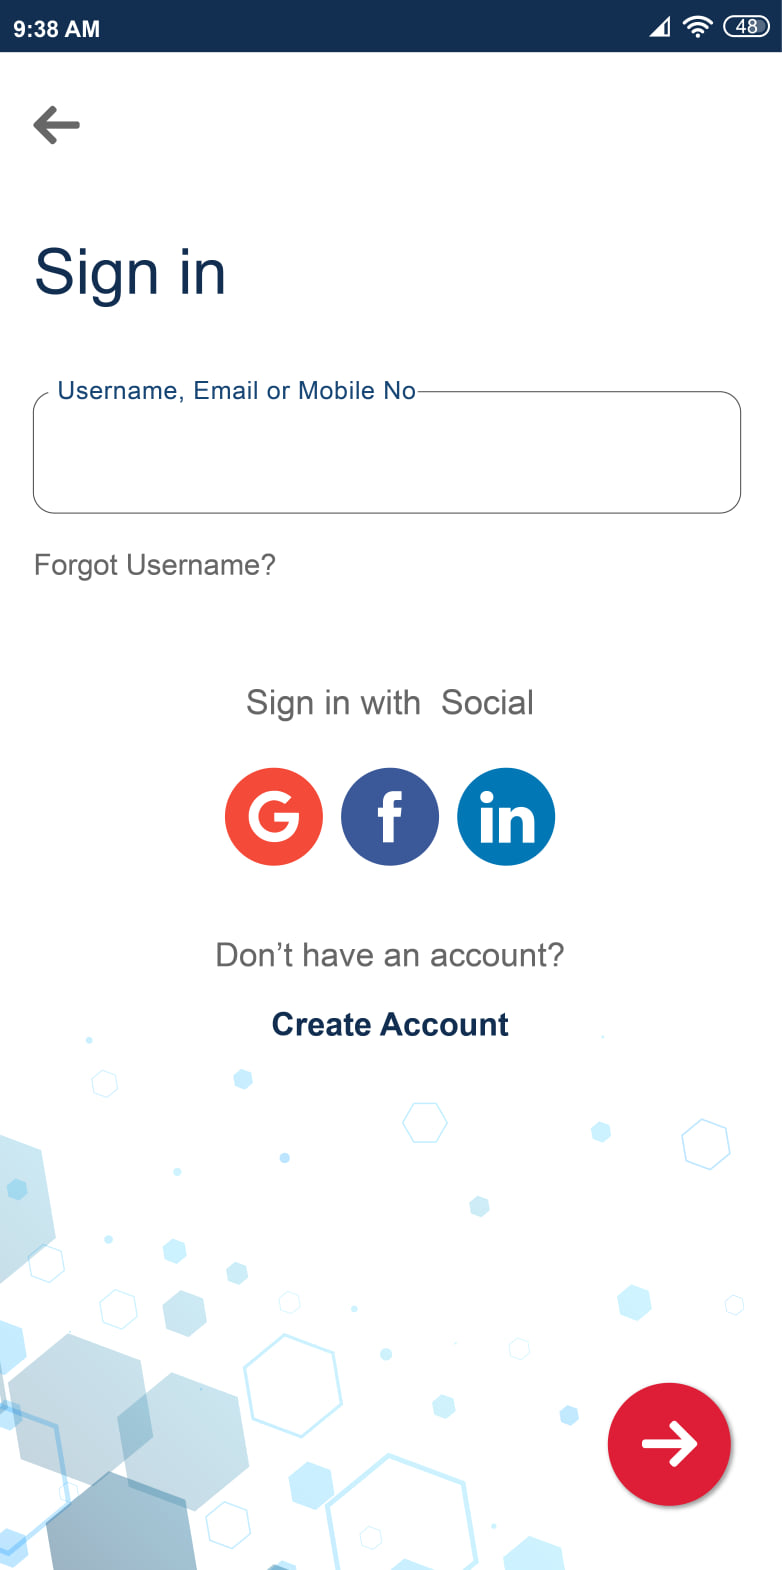 9:38 AM
48
Sign in
Username, Email or Mobile No
Forgot Username?
Sign in with  Social
G f in
Don’t have an account?
Create Account